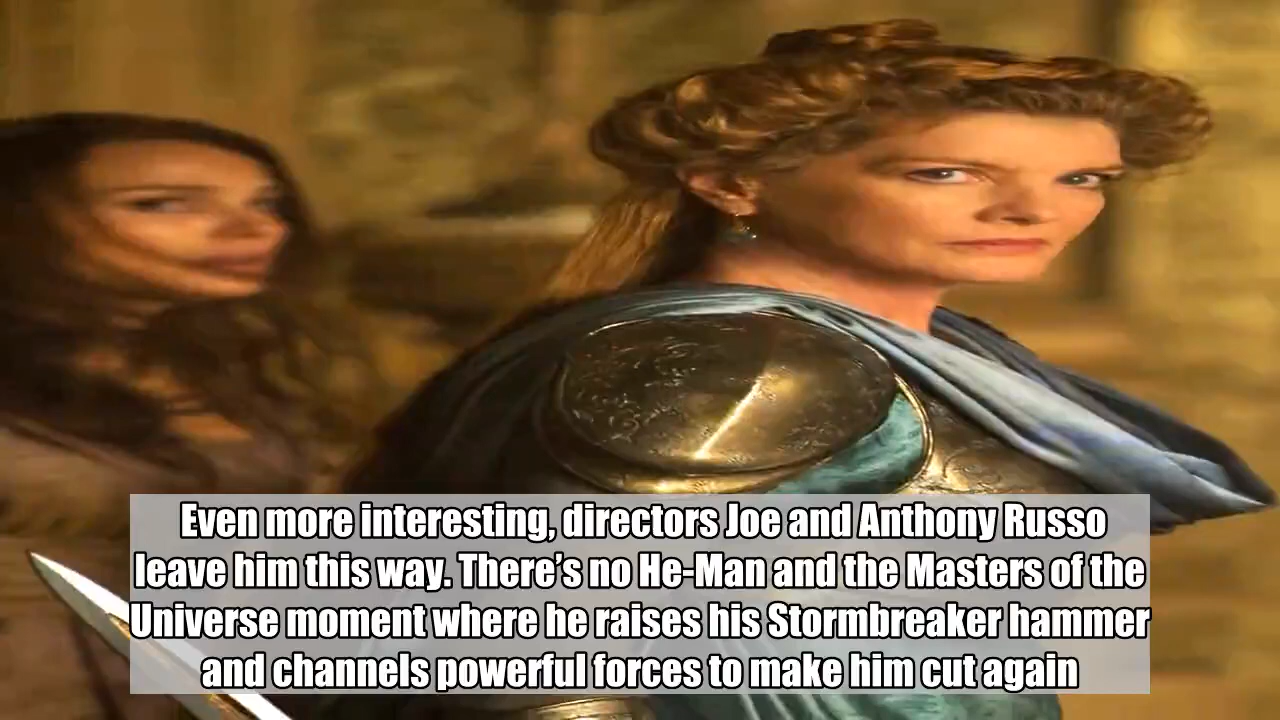 Even more interesting, directors Joe and Anthony Russo
leave him this way. There’s no He-Man and the Masters of the
Universe moment where he raises his Stormbreaker hammer
and channels powerful forces to make him cut again